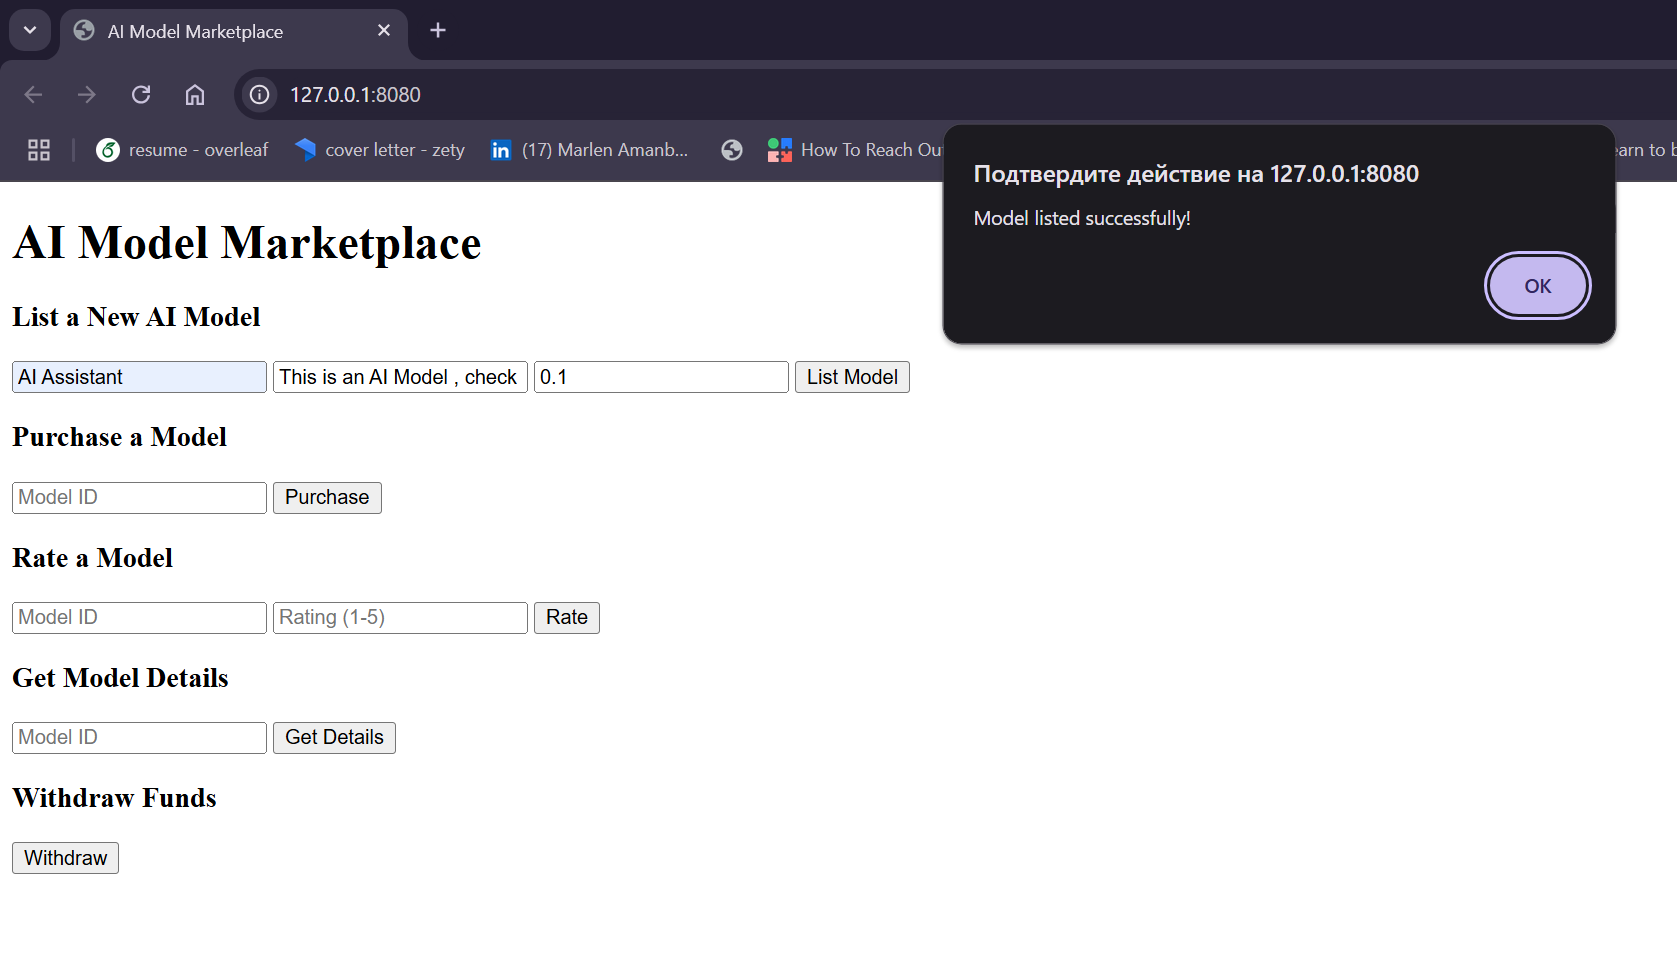 AI Model Marketplace
127.0.0.1:8080
resume - overleaf
cover letter - zety
in
(17) Marlen Amanb...
How To Reach Ou
earn to b
Подтвердите действие на 127.0.0.1:8080
Model listed successfully!
OK
AI Model Marketplace
List a New AI Model
AI Assistant
This is an AI Model , check
0.1
List Model
Purchase a Model
Model ID
Purchase
Rate a Model
Model ID
Rating (1-5)
Rate
Get Model Details
Model ID
Get Details
Withdraw Funds
Withdraw